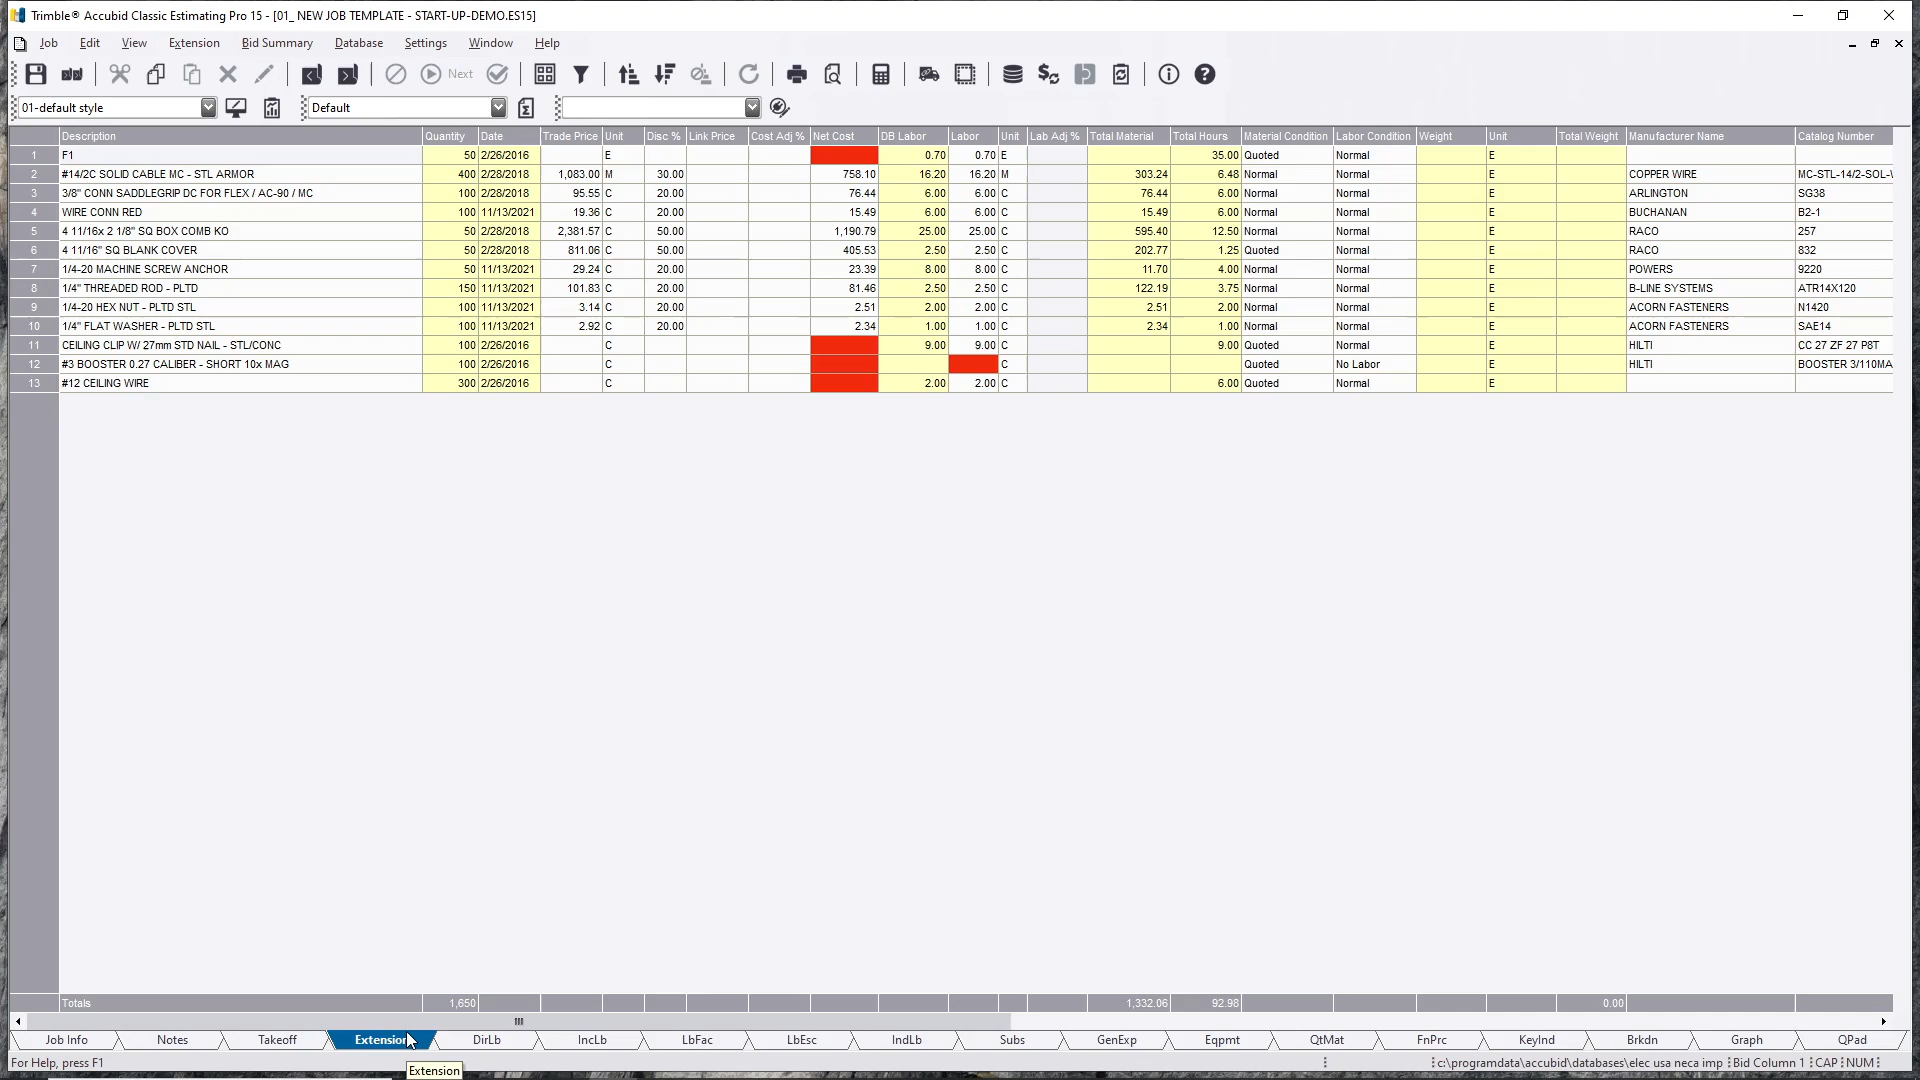 Trimble® Accubid Classic Estimating Pro 15 - [01_ NEW JOB TEMPLATE - START-UP-DEMO.ES15]
Job Edit View Extension Bid Summary Database Settings Window Help
Next
01-default style Default
Description Quantity Date Trade Price Unit Disc % Link Price Cost Adj % Net Cost DB Labor Labor Unit Lab Adj % Total Material Total Hours Material Condition Labor Condition Weight Unit Total Weight Manufacturer Name Catalog Number
1 F1 50 2/26/2016 E 0.70 0.70 E 35.00 Quoted Normal E
2 #14/2C SOLID CABLE MC - STL ARMOR 400 2/28/2018 1,083.00 M 30.00 758.10 16.20 16.20 M 303.24 6.48 Normal Normal E COPPER WIRE MC-STL-14/2-SOL-
3 3/8" CONN SADDLEGRIP DC FOR FLEX / AC-90 / MC 100 2/28/2018 95.55 C 20.00 76.44 6.00 6.00 C 76.44 6.00 Normal Normal E ARLINGTON SG38
4 WIRE CONN RED 100 11/13/2021 19.36 C 20.00 15.49 6.00 6.00 C 15.49 6.00 Normal Normal E BUCHANAN B2-1
5 4 11/16x 2 1/8" SQ BOX COMB KO 50 2/28/2018 2,381.57 C 50.00 1,190.79 25.00 25.00 C 595.40 12.50 Normal Normal E RACO 257
6 4 11/16" SQ BLANK COVER 50 2/28/2018 811.06 C 50.00 405.53 2.50 2.50 C 202.77 1.25 Quoted Normal E RACO 832
7 1/4-20 MACHINE SCREW ANCHOR 50 11/13/2021 29.24 C 20.00 23.39 8.00 8.00 C 11.70 4.00 Normal Normal E POWERS 9220
8 1/4" THREADED ROD - PLTD 150 11/13/2021 101.83 C 20.00 81.46 2.50 2.50 C 122.19 3.75 Normal Normal E B-LINE SYSTEMS ATR14X120
9 1/4-20 HEX NUT - PLTD STL 100 11/13/2021 3.14 C 20.00 2.51 2.00 2.00 C 2.51 2.00 Normal Normal E ACORN FASTENERS N1420
10 1/4" FLAT WASHER - PLTD STL 100 11/13/2021 2.92 C 20.00 2.34 1.00 1.00 C 2.34 1.00 Normal Normal E ACORN FASTENERS SAE14
11 CEILING CLIP W/ 27mm STD NAIL - STL/CONC 100 2/26/2016 C 9.00 9.00 C 9.00 Quoted Normal E HILTI CC 27 ZF 27 P8T
12 #3 BOOSTER 0.27 CALIBER - SHORT 10x MAG 100 2/26/2016 C C Quoted No Labor E HILTI BOOSTER 3/110MA
13 #12 CEILING WIRE 300 2/26/2016 C 2.00 2.00 C 6.00 Quoted Normal E
Totals 1,650 1,332.06 92.98 0.00
Job Info Notes Takeoff Extension DirLb IncLb LbFac LbEsc IndLb Subs GenExp Eqpmt QtMat FnPrc KeyInd Brkdn Graph QPad
For Help, press F1 c:\programdata\accubid\databases\elec usa neca imp Bid Column 1 CAP NUM
Extension